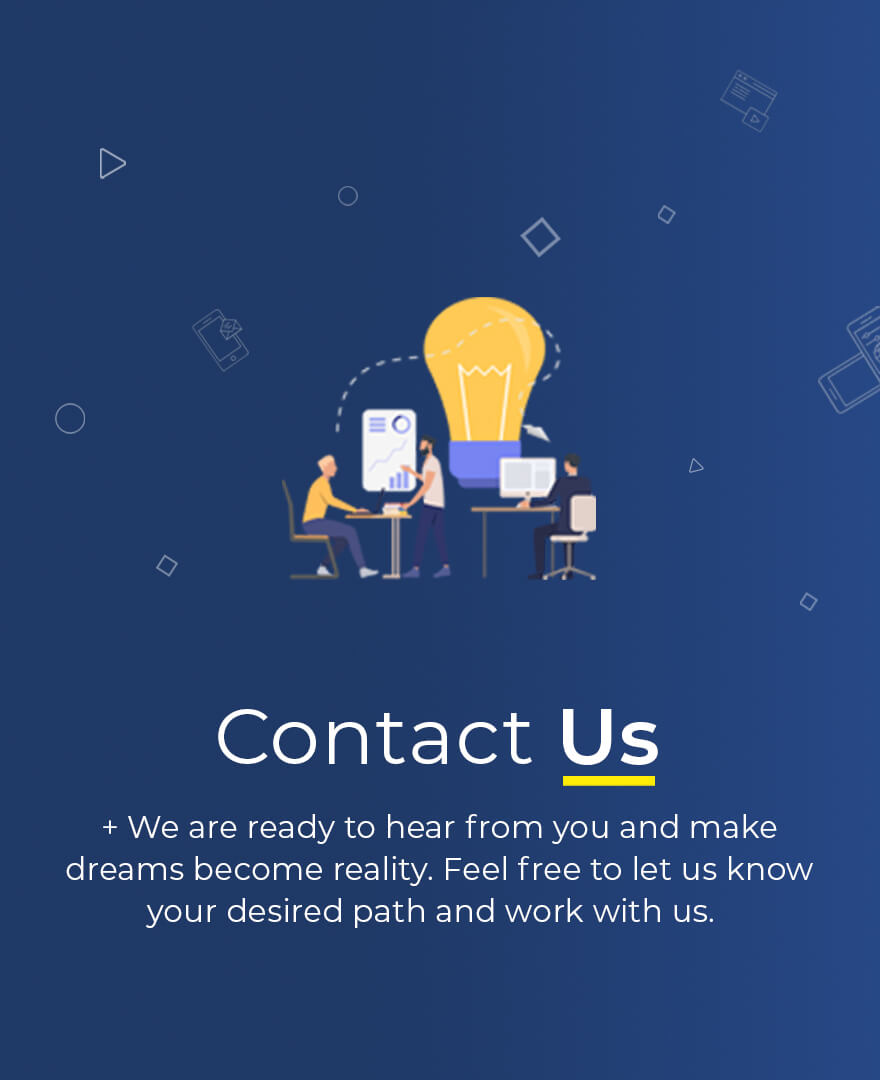 Contact Us
+ We are ready to hear from you and make
dreams become reality. Feel free to let us know
your desired path and work with us.